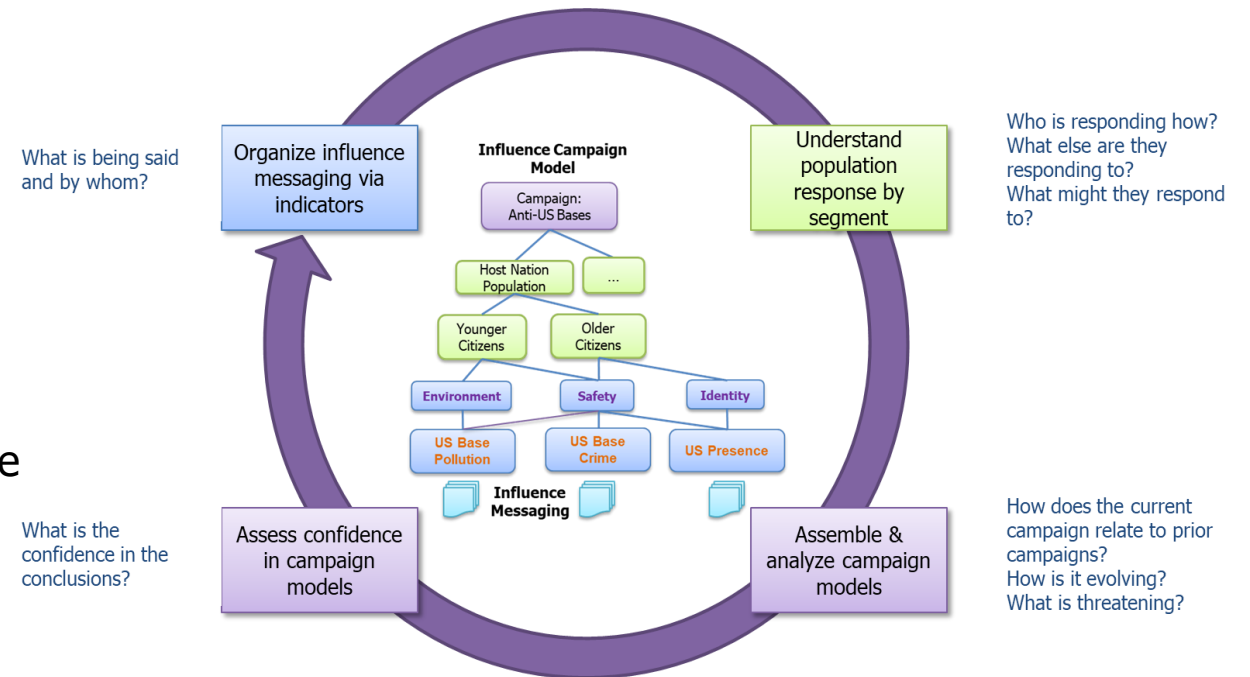 What is being said
and by whom?
Organize influence
messaging via
indicators
Understand
population
response by
segment
Who is responding how?
What else are they
responding to?
What might they respond
to?
Influence Campaign
Model
Campaign:
Anti-US Bases
Host Nation
Population
...
Younger
Citizens
Older
Citizens
Environment
Safety
Identity
US Base
Pollution
US Base
Crime
US Presence
Influence
Messaging
e
What is the
confidence in the
conclusions?
Assess confidence
in campaign
models
Assemble &
analyze campaign
models
How does the current
campaign relate to prior
campaigns?
How is it evolving?
What is threatening?